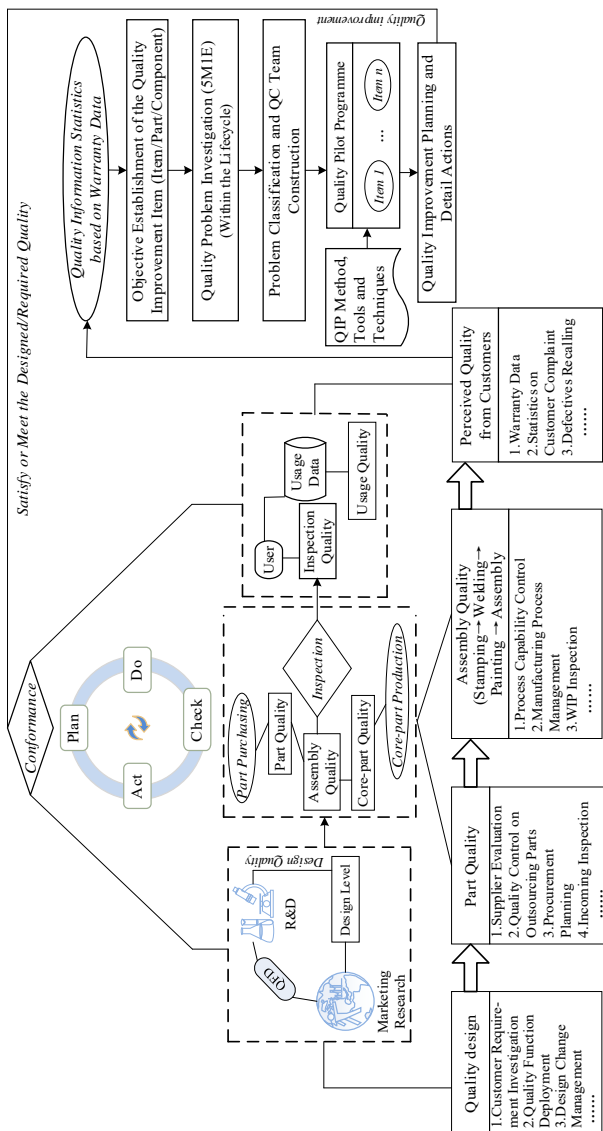 Satisfy or Meet the Designed/Required Quality
Conformance
Plan
Act
Do
Check
Design Quality
R&D
QFD
Marketing
Research
Design Level
Part Purchasing
Part Quality
Assembly
Quality
Core-part Quality
Core-part Production
Inspection
User
Usage
Data
Inspection
Quality
Usage Quality
Quality design
1.Customer Require-
ment Investigation
2.Quality Function
Deployment
3.Design Change
Management
......
Part Quality
1.Supplier Evaluation
2.Quality Control on
Outsourcing Parts
3.Procurement
Planning
4.Incoming Inspection
......
Assembly Quality
(Stamping→Welding→
Painting→Assembly
1.Process Capability Control
2.Manufacturing Process
Management
3.WIP Inspection
......
Perceived Quality
from Customers
1.Warranty Data
2.Statistics on
Customer Complaint
3.Defectives Recalling
......
Quality Information Statistics
based on Warranty Data
Objective Establishment of the Quality
Improvement Item (Item/Part/Component)
Quality Problem Investigation (5M1E)
(Within the Lifecycle)
Problem Classification and QC Team
Construction
QIP Method,
Tools and
Techniques
Quality Pilot Programme
Item 1 ... Item n
Quality Improvement Planning and
Detail Actions
Quality improvement